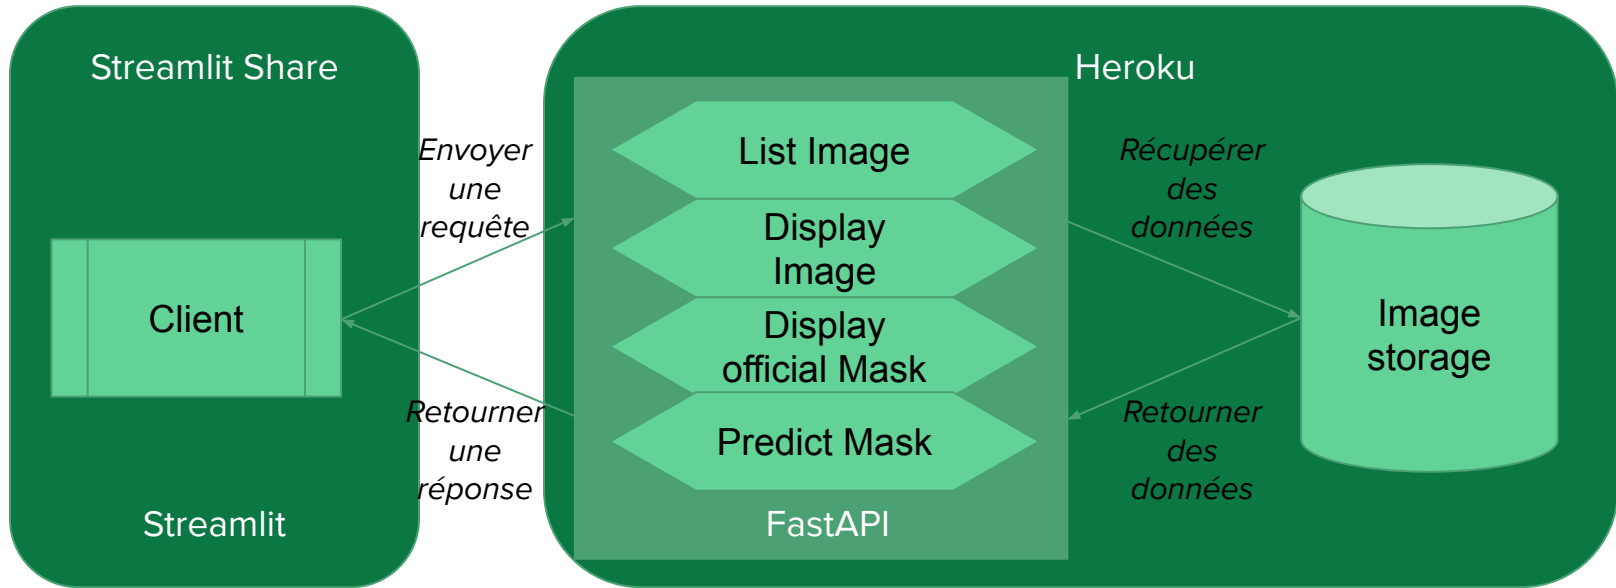 Streamlit Share
Client
Streamlit
Envoyer
une
requête
Retourner
une
réponse
Heroku
List Image
Display
Image
Display
official Mask
Predict Mask
FastAPI
Récupérer
des
données
Retourner
des
données
Image
storage